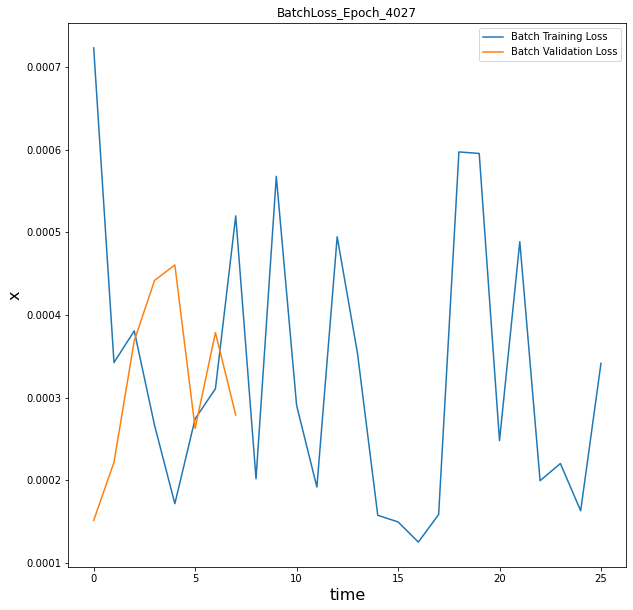 BatchLoss_Epoch_4027
Batch Training Loss
Batch Validation Loss
0.0007
0.0006
0.0005
0.0004
0.0003
0.0002
0.0001
x
0 5 10 15 20 25
time